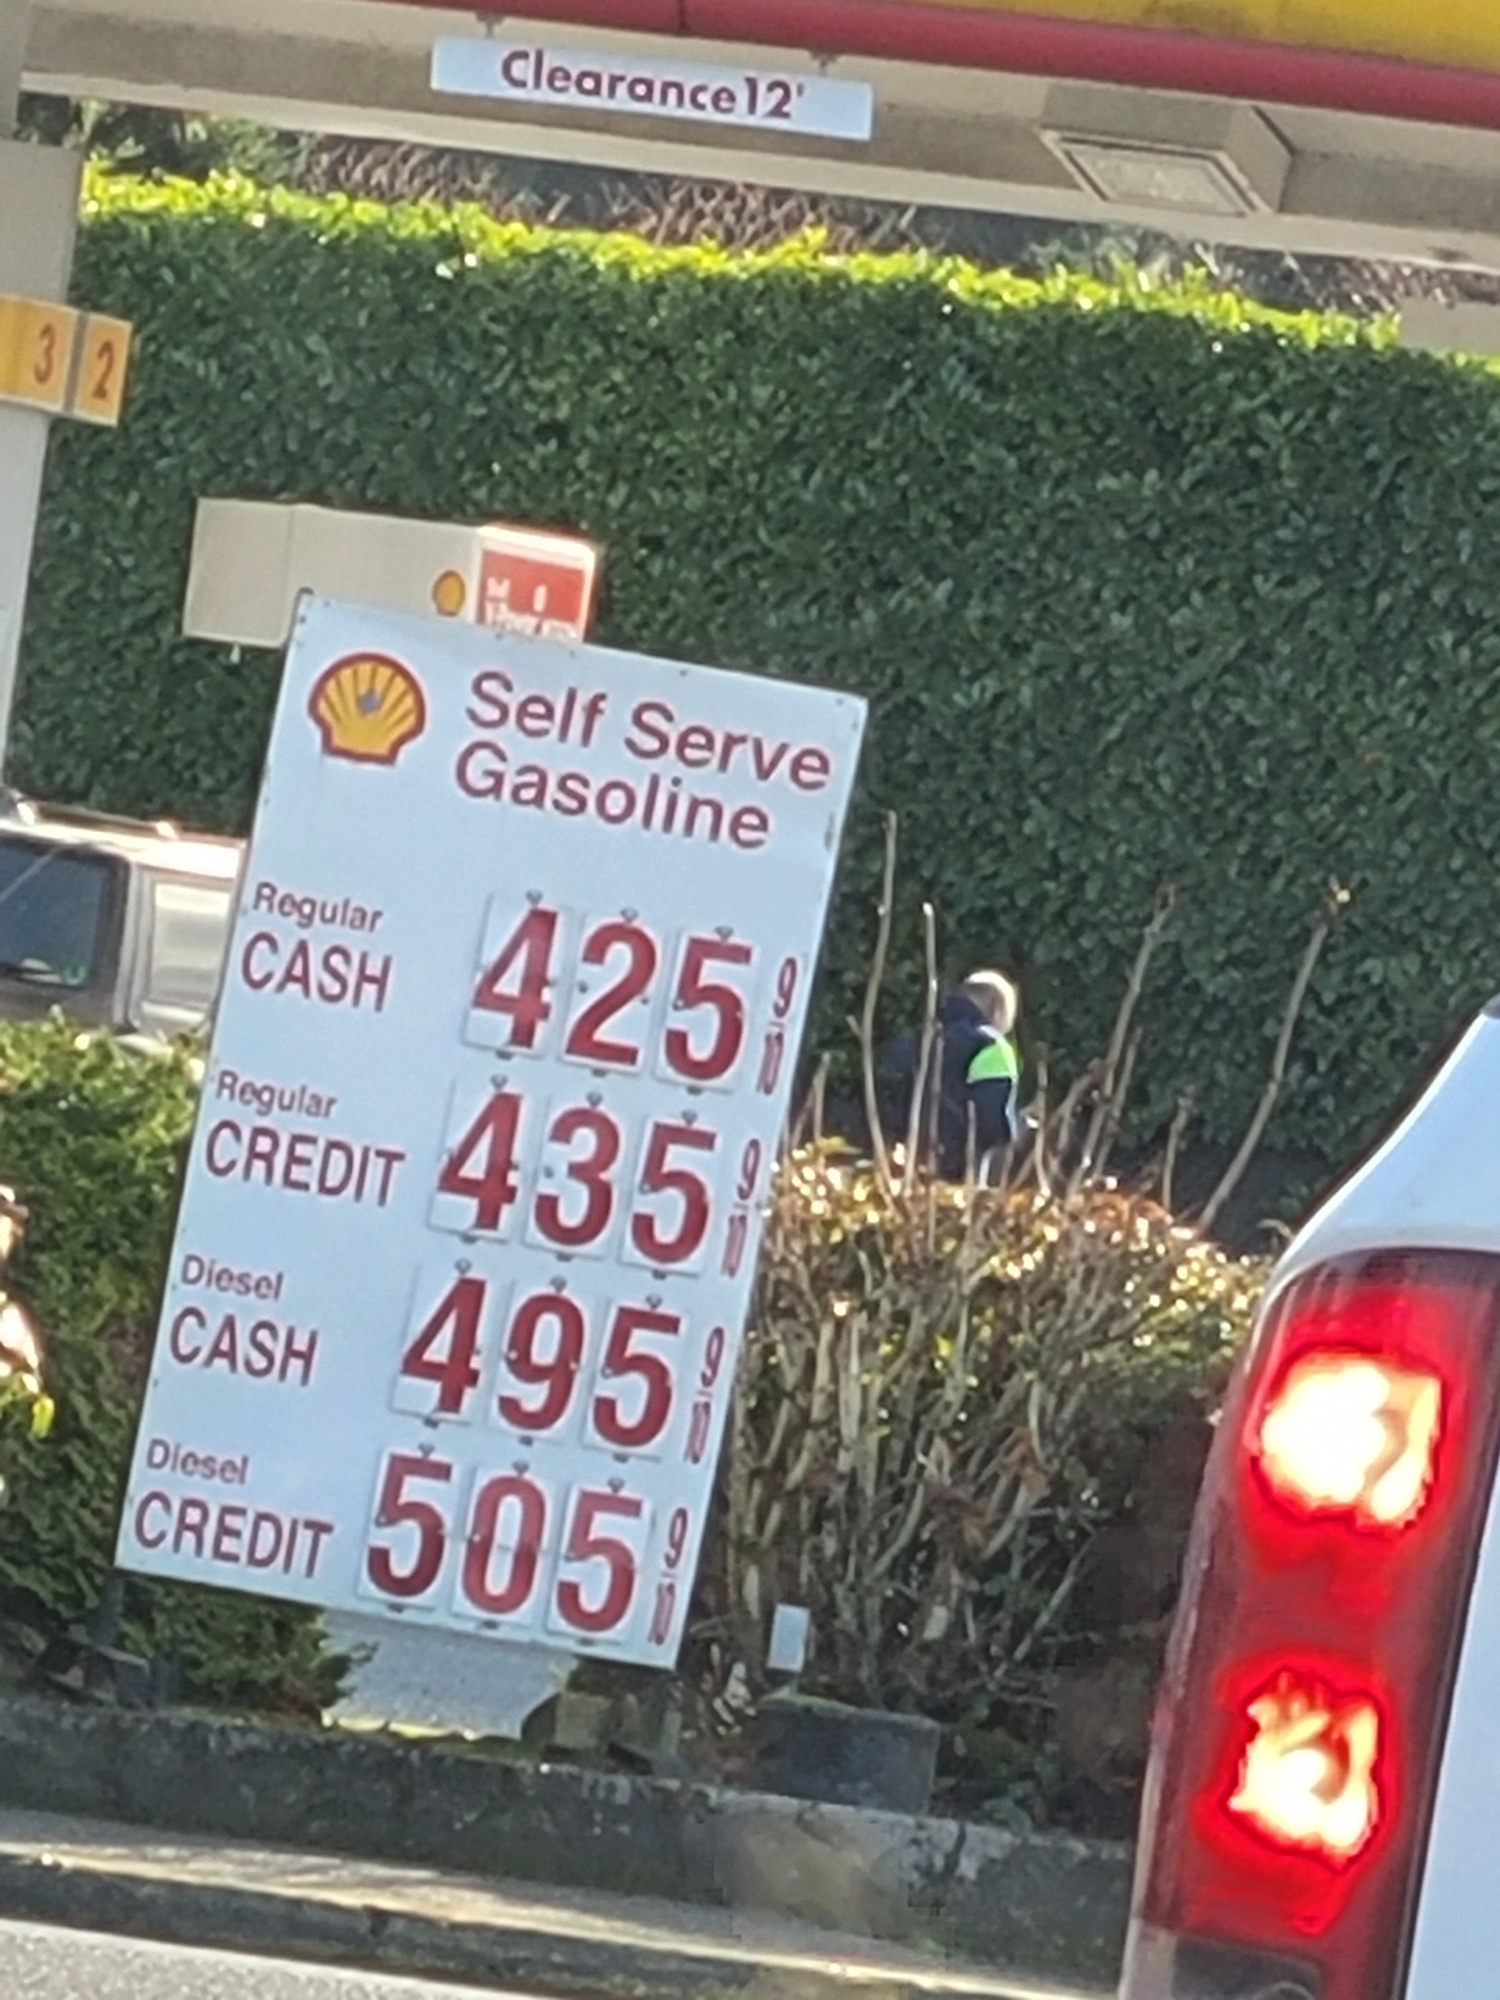 Clearance 12'
3 2
Self Serve
Gasoline
Regular
CASH 425 9/10
Regular
CREDIT 435 9/10
Diesel
CASH 495 9/10
Diesel
CREDIT 505 9/10